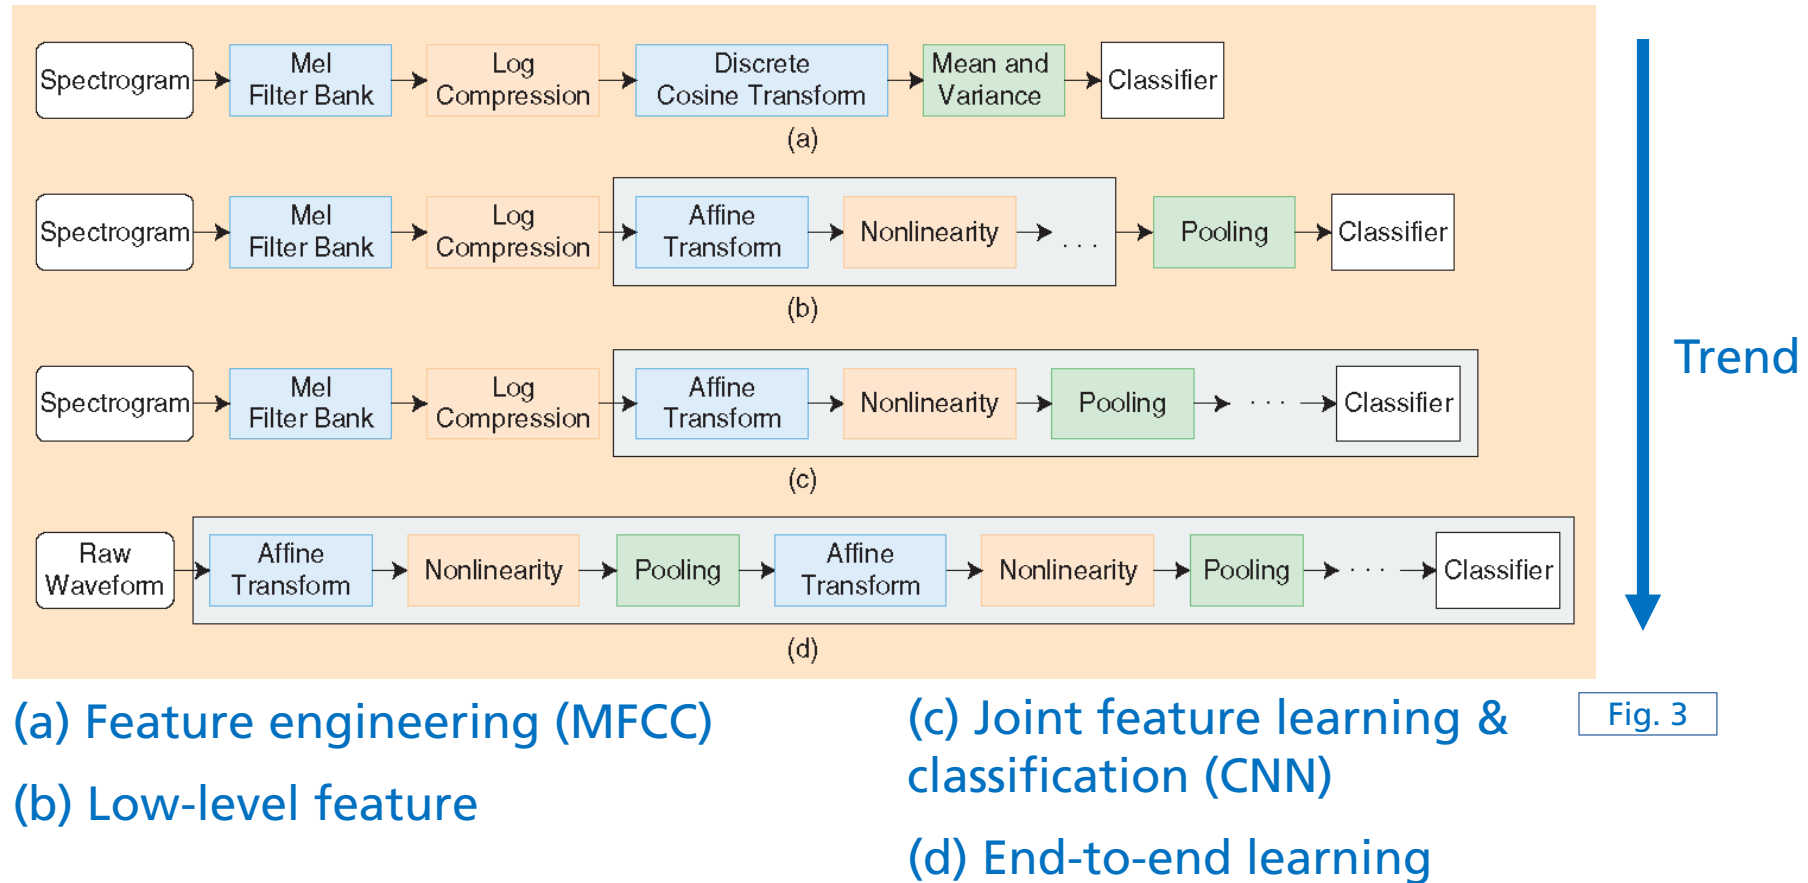 Spectrogram
Mel
Filter Bank
Log
Compression
Discrete
Cosine Transform
Mean and
Variance
Classifier
(a)
Spectrogram
Mel
Filter Bank
Log
Compression
Affine
Transform
Nonlinearity
. . .
Pooling
Classifier
(b)
Spectrogram
Mel
Filter Bank
Log
Compression
Affine
Transform
Nonlinearity
Pooling
. . .
Classifier
(c)
Raw
Waveform
Affine
Transform
Nonlinearity
Pooling
Affine
Transform
Nonlinearity
Pooling
. . .
Classifier
(d)
Trend
(a) Feature engineering (MFCC)
(b) Low-level feature
(c) Joint feature learning &
classification (CNN)
(d) End-to-end learning
Fig. 3